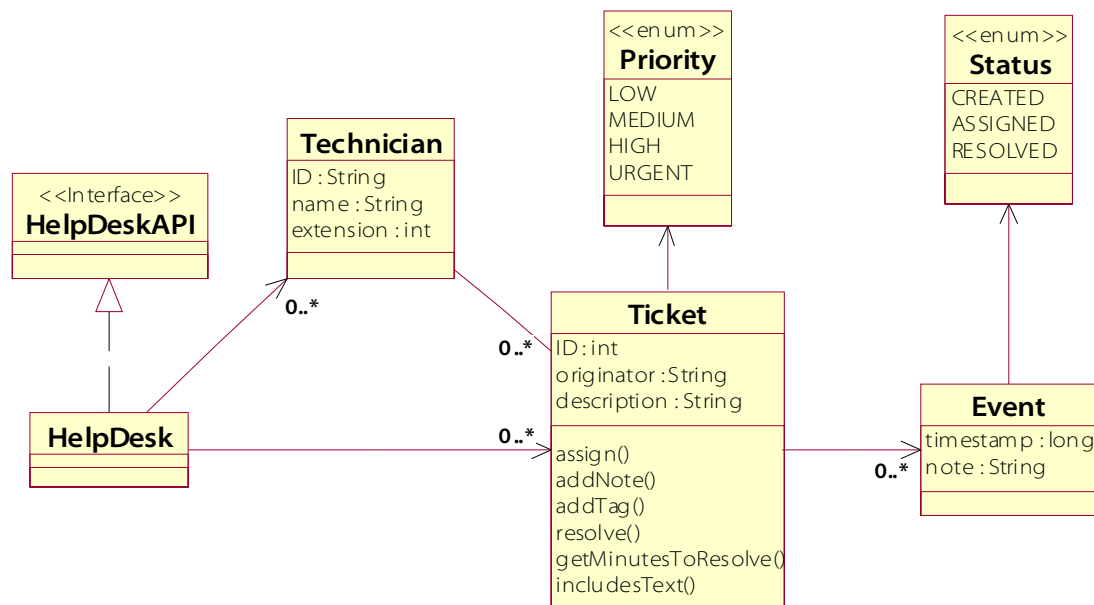 <<enum>>
Priority
LOW
MEDIUM
HIGH
URGENT
<<enum>>
Status
CREATED
ASSIGNED
RESOLVED
Technician
ID : String
name : String
extension : int
<<Interface>>
HelpDeskAPI
0..*
0..*
Ticket
ID : int
originator : String
description : String
assign()
addNote()
addTag()
resolve()
getMinutesToResolve()
includesText()
HelpDesk
0..*
0..*
Event
timestamp : long
note : String